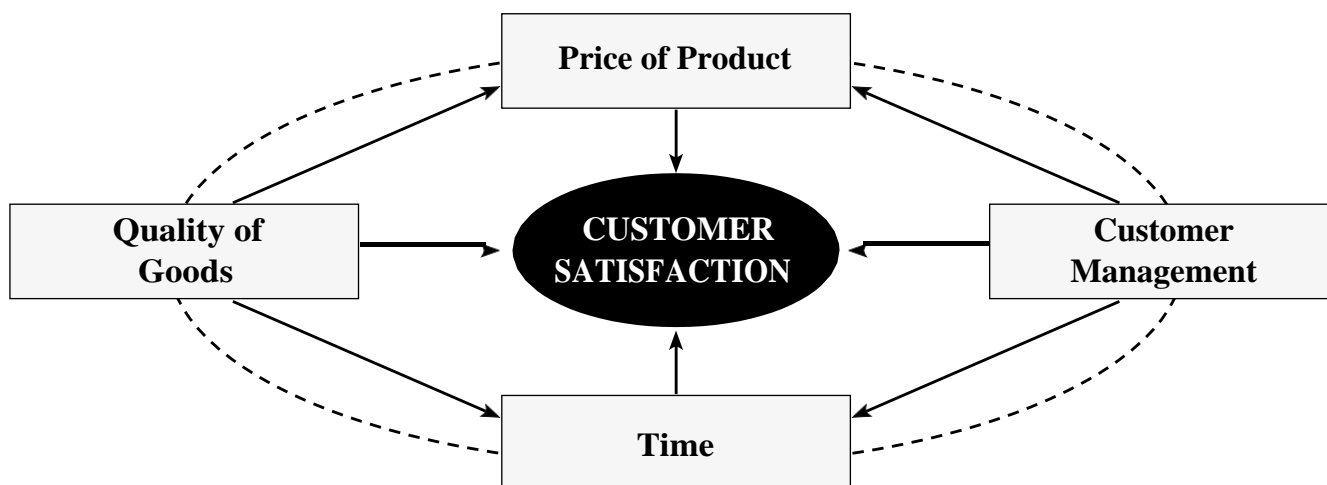 Price of Product
Quality of
Goods
CUSTOMER
SATISFACTION
Customer
Management
Time